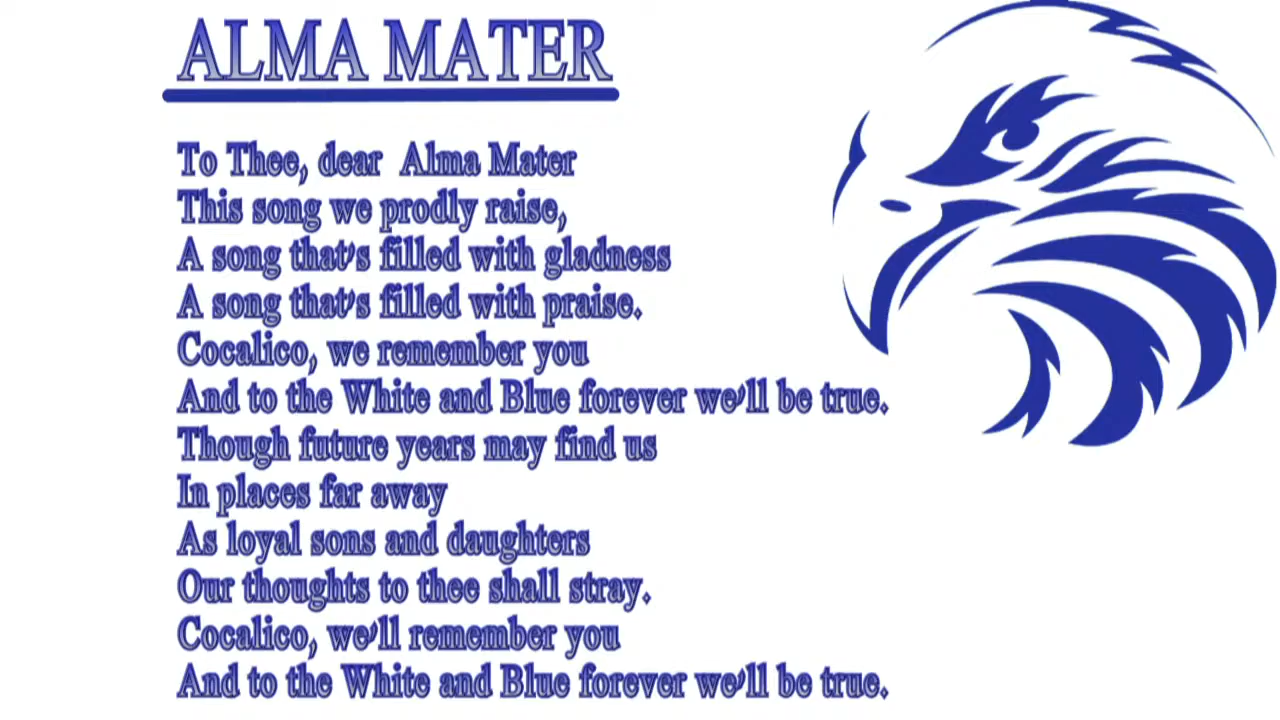 ALMA MATER
To Thee, dear Alma Mater
This song we prodly raise,
A song that's filled with gladness
A song that's filled with praise.
Cocalico, we remember you
And to the White and Blue forever we'll be true.
Though future years may find us
In places far away
As loyal sons and daughters
Our thoughts to thee shall stray.
Cocalico, we'll remember you
And to the White and Blue forever we'll be true.